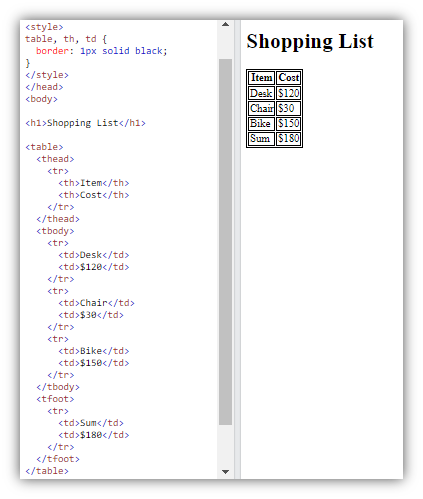 <style>
table, th, td {
  border: 1px solid black;
}
</style>
</head>
<body>
<h1>Shopping List</h1>
<table>
  <thead>
    <tr>
      <th>Item</th>
      <th>Cost</th>
    </tr>
  </thead>
  <tbody>
    <tr>
      <td>Desk</td>
      <td>$120</td>
    </tr>
    <tr>
      <td>Chair</td>
      <td>$30</td>
    </tr>
    <tr>
      <td>Bike</td>
      <td>$150</td>
    </tr>
  </tbody>
  <tfoot>
    <tr>
      <td>Sum</td>
      <td>$180</td>
    </tr>
  </tfoot>
</table>
Shopping List
Item Cost
Desk $120
Chair $30
Bike $150
Sum $180